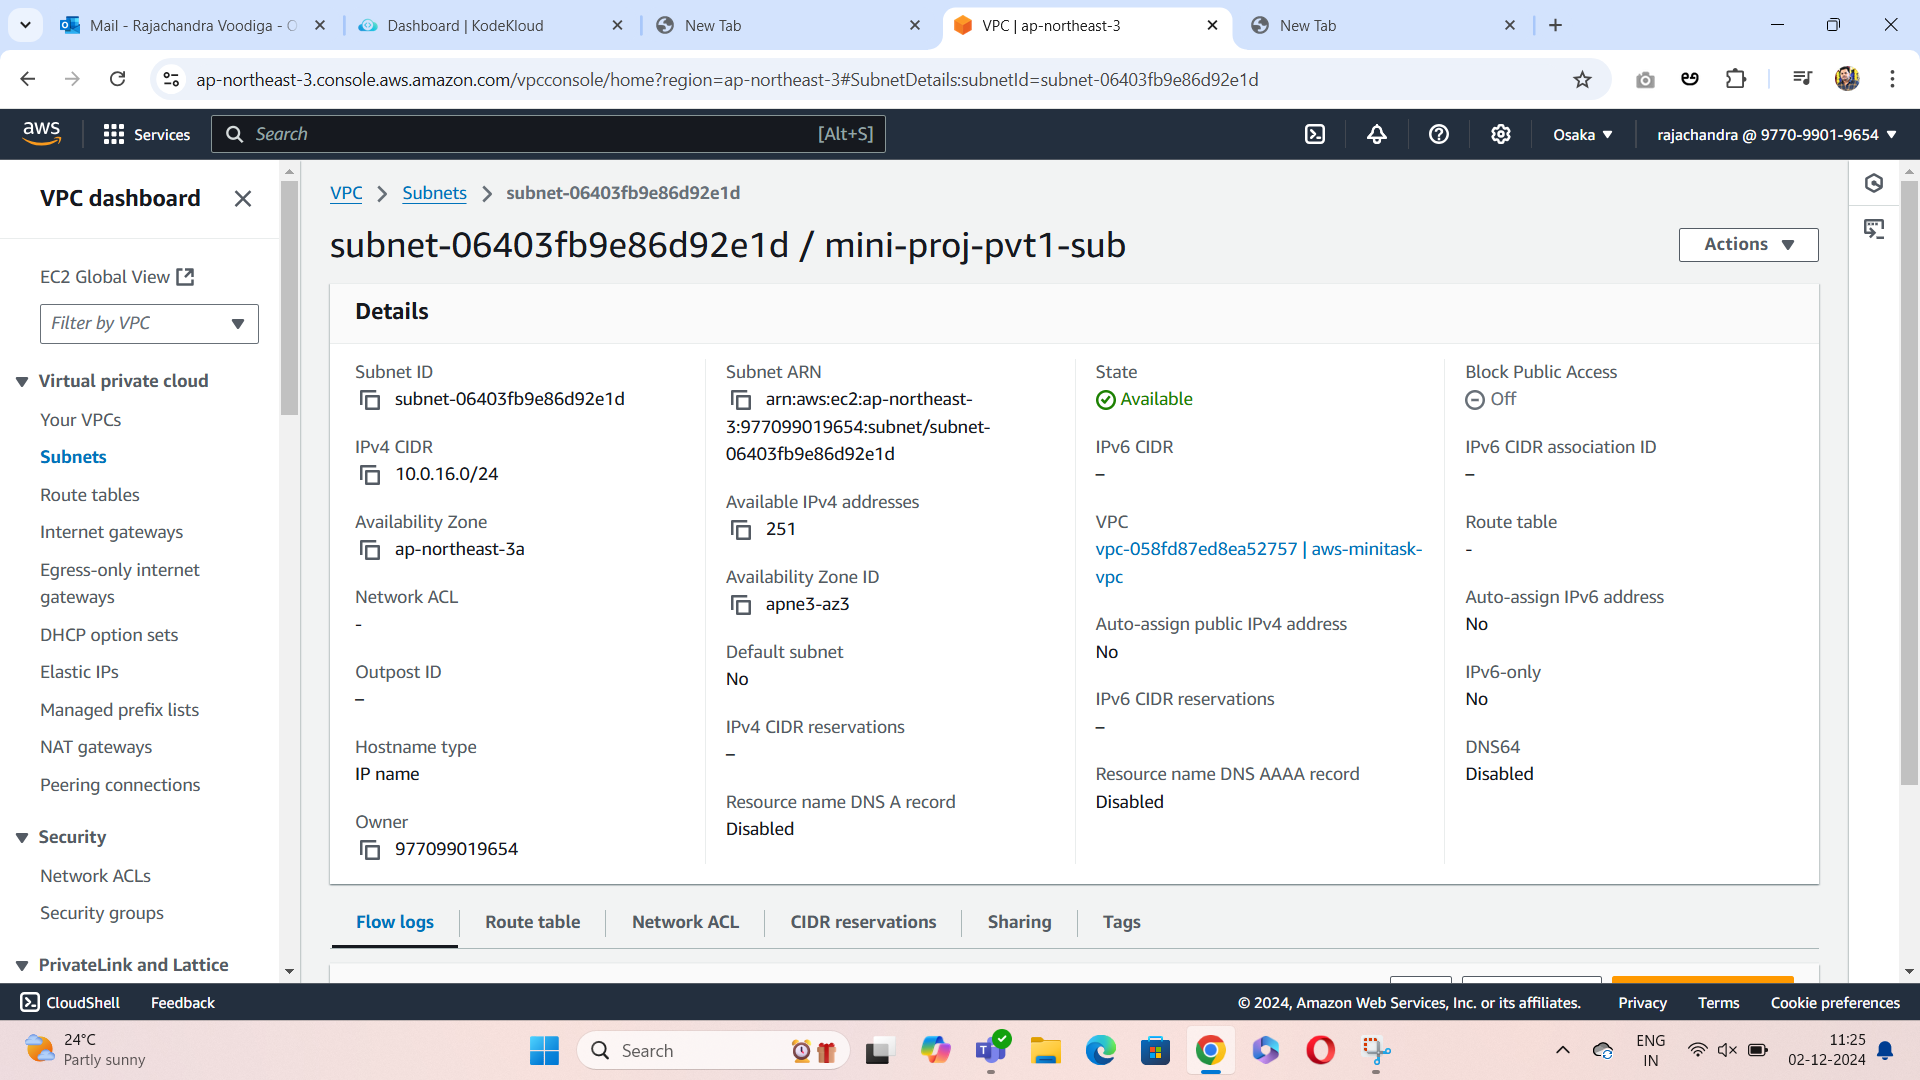 Mail - Rajachandra Voodiga - O
Dashboard | KodeKloud
New Tab
VPC | ap-northeast-3
New Tab
ap-northeast-3.console.aws.amazon.com/vpcconsole/home?region=ap-northeast-3#SubnetDetails:subnetId=subnet-06403fb9e86d92e1d
aws
Services
Search
[Alt+S]
Osaka
rajachandra @ 9770-9901-9654
VPC dashboard
EC2 Global View
Filter by VPC
Virtual private cloud
Your VPCs
Subnets
Route tables
Internet gateways
Egress-only internet
gateways
DHCP option sets
Elastic IPs
Managed prefix lists
NAT gateways
Peering connections
Security
Network ACLs
Security groups
PrivateLink and Lattice
VPC
Subnets
subnet-06403fb9e86d92e1d
subnet-06403fb9e86d92e1d / mini-proj-pvt1-sub
Actions
Details
Subnet ID
subnet-06403fb9e86d92e1d
IPv4 CIDR
10.0.16.0/24
Availability Zone
ap-northeast-3a
Network ACL
-
Outpost ID
–
Hostname type
IP name
Owner
977099019654
Subnet ARN
arn:aws:ec2:ap-northeast-
3:977099019654:subnet/subnet-
06403fb9e86d92e1d
Available IPv4 addresses
251
Availability Zone ID
apne3-az3
Default subnet
No
IPv4 CIDR reservations
–
Resource name DNS A record
Disabled
State
Available
IPv6 CIDR
–
VPC
vpc-058fd87ed8ea52757 | aws-minitask-
vpc
Auto-assign public IPv4 address
No
IPv6 CIDR reservations
–
Resource name DNS AAAA record
Disabled
Block Public Access
Off
IPv6 CIDR association ID
–
Route table
-
Auto-assign IPv6 address
No
IPv6-only
No
DNS64
Disabled
Flow logs
Route table
Network ACL
CIDR reservations
Sharing
Tags
CloudShell
Feedback
© 2024, Amazon Web Services, Inc. or its affiliates.
Privacy
Terms
Cookie preferences
24°C
Partly sunny
Search
ENG
IN
11:25
02-12-2024